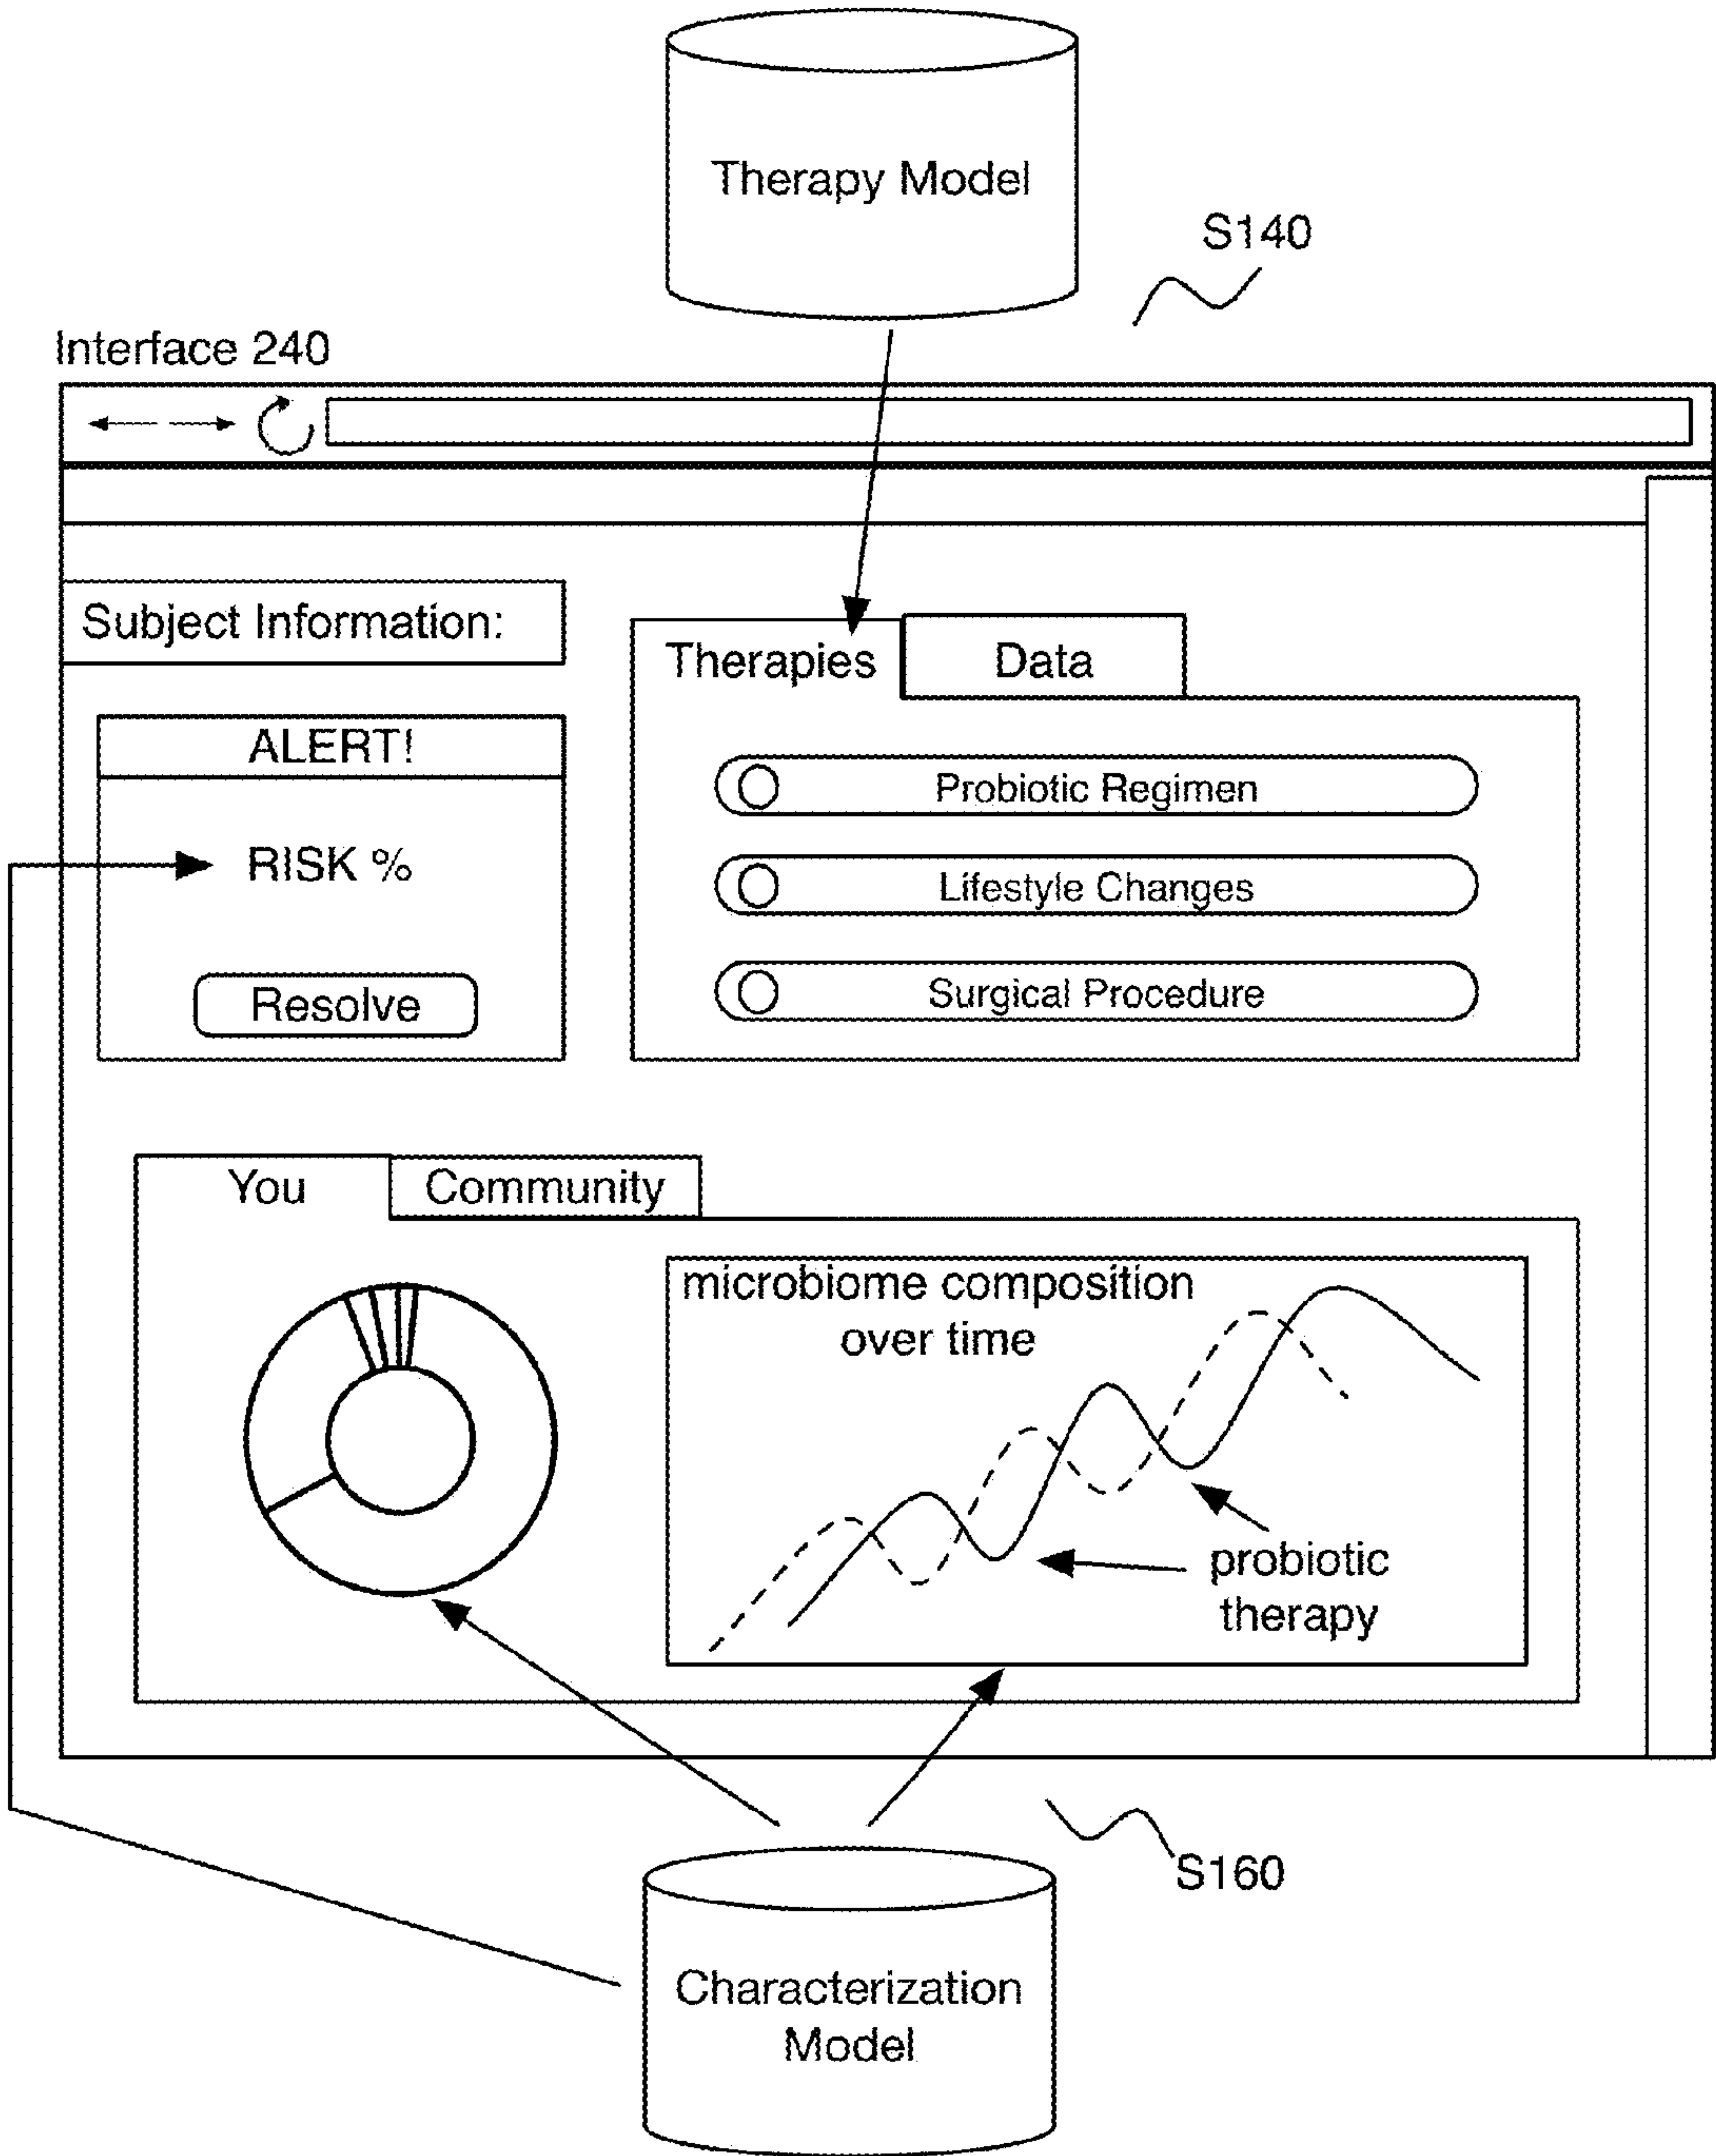 Therapy Model
S140
Interface 240
Subject Information:
Therapies
Data
ALERT!
RISK %
Resolve
Probiotic Regimen
Lifestyle Changes
Surgical Procedure
You
Community
microbiome composition
over time
probiotic
therapy
S160
Characterization
Model